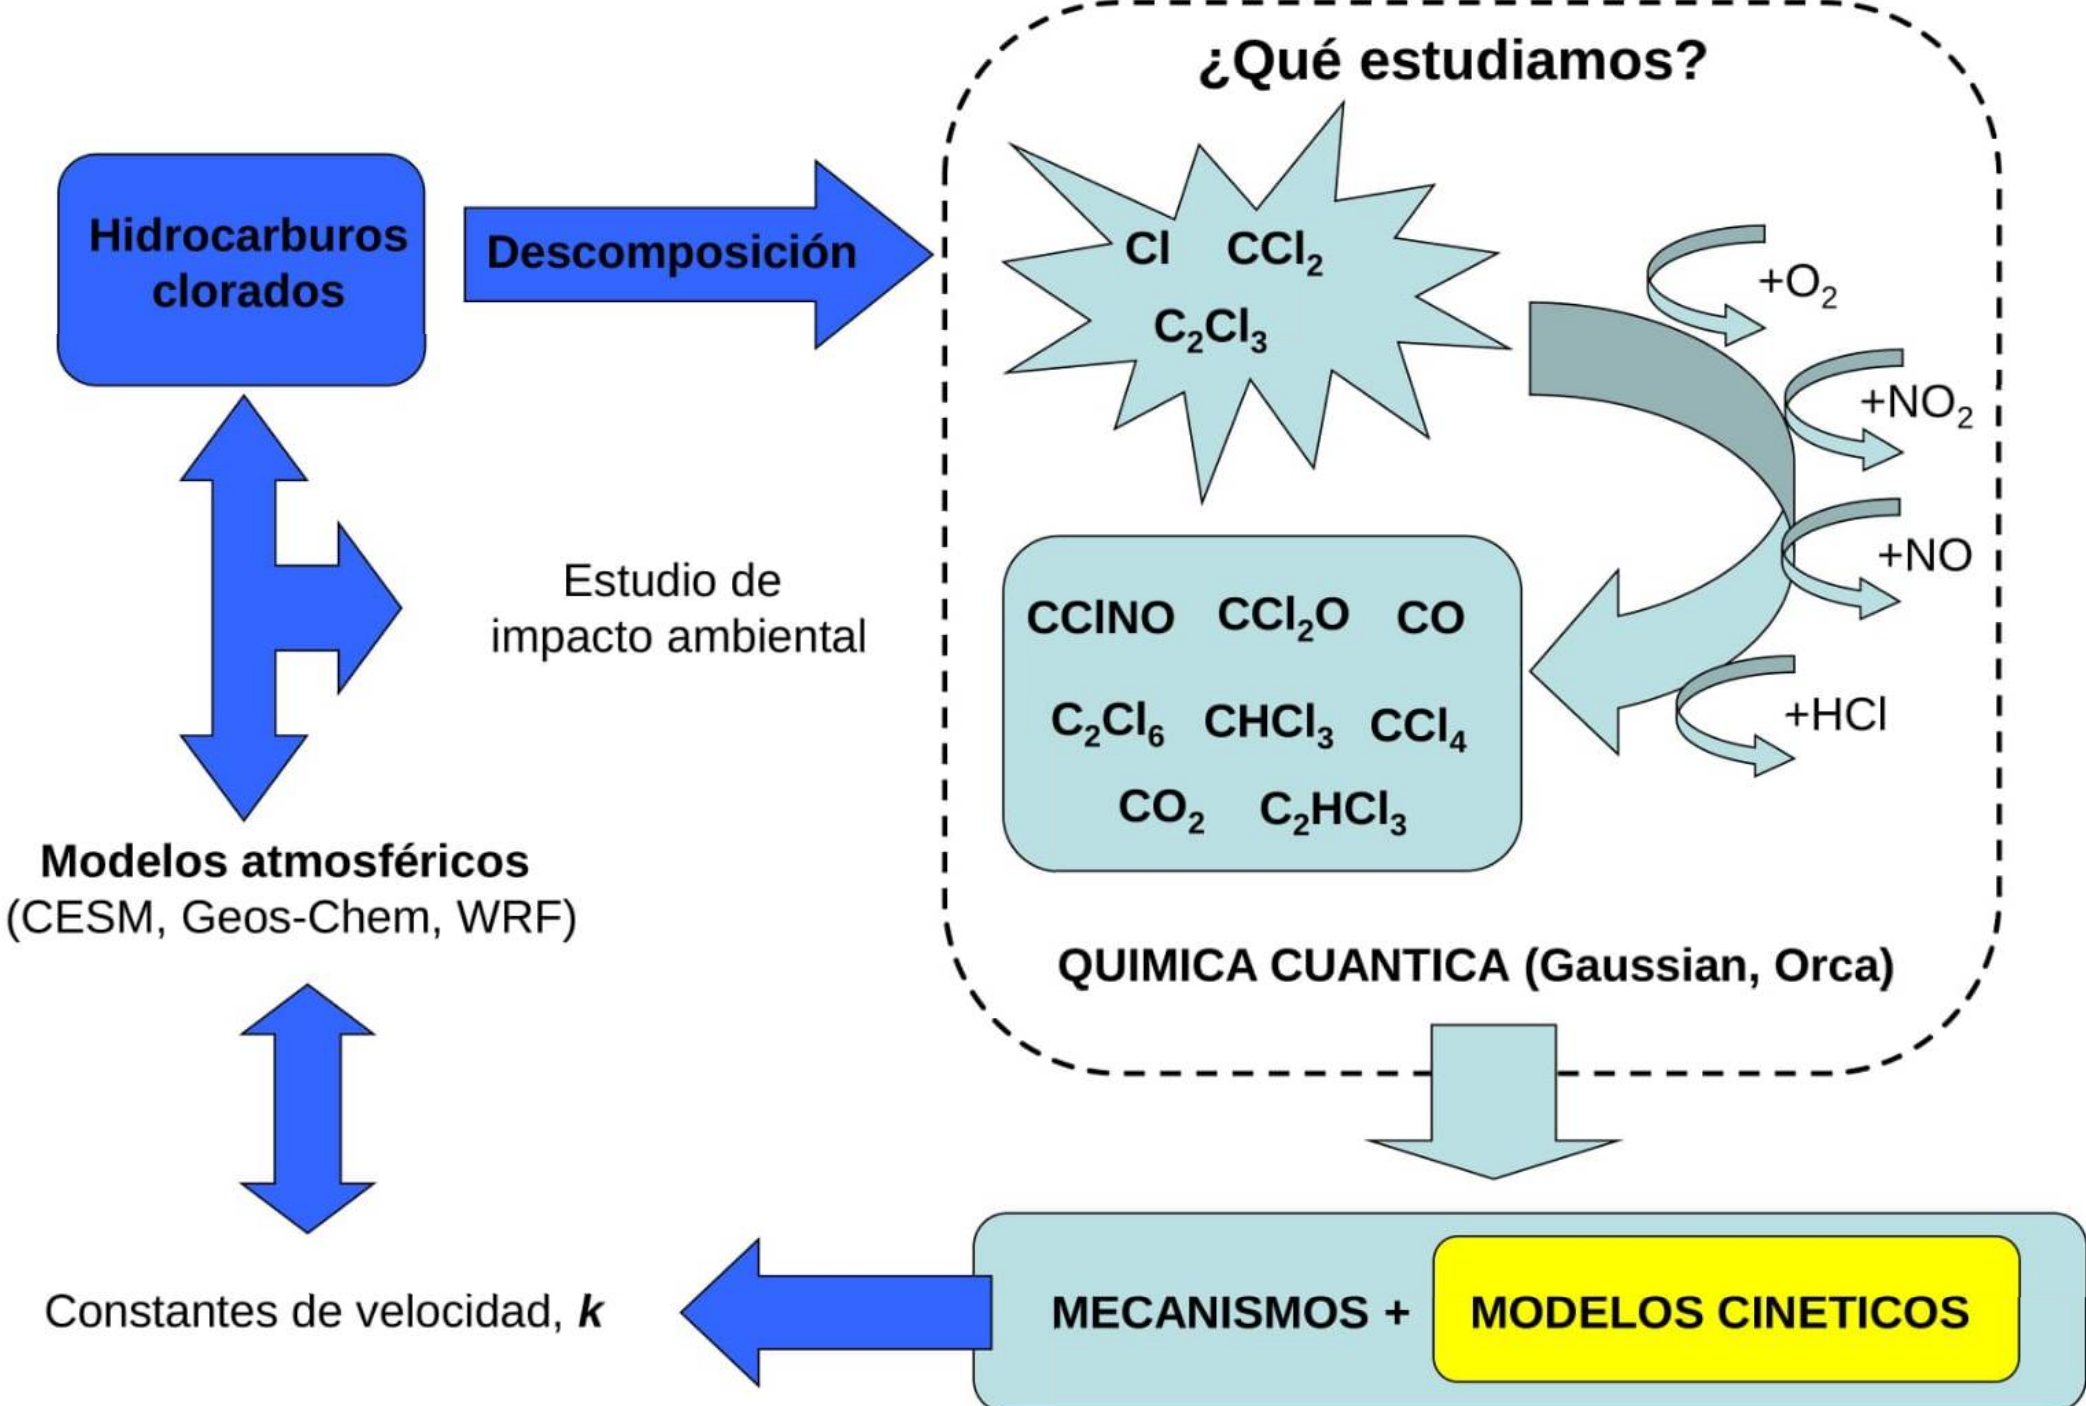 ¿Qué estudiamos?
Hidrocarburos
clorados
Descomposición
Cl CCl₂
C₂Cl₃
+O₂
+NO₂
+NO
+HCl
CClNO CCl₂O CO
C₂Cl₆ CHCl₃ CCl₄
CO₂ C₂HCl₃
QUIMICA CUANTICA (Gaussian, Orca)
Estudio de
impacto ambiental
Modelos atmosféricos
(CESM, Geos-Chem, WRF)
Constantes de velocidad, k
MECANISMOS + MODELOS CINETICOS